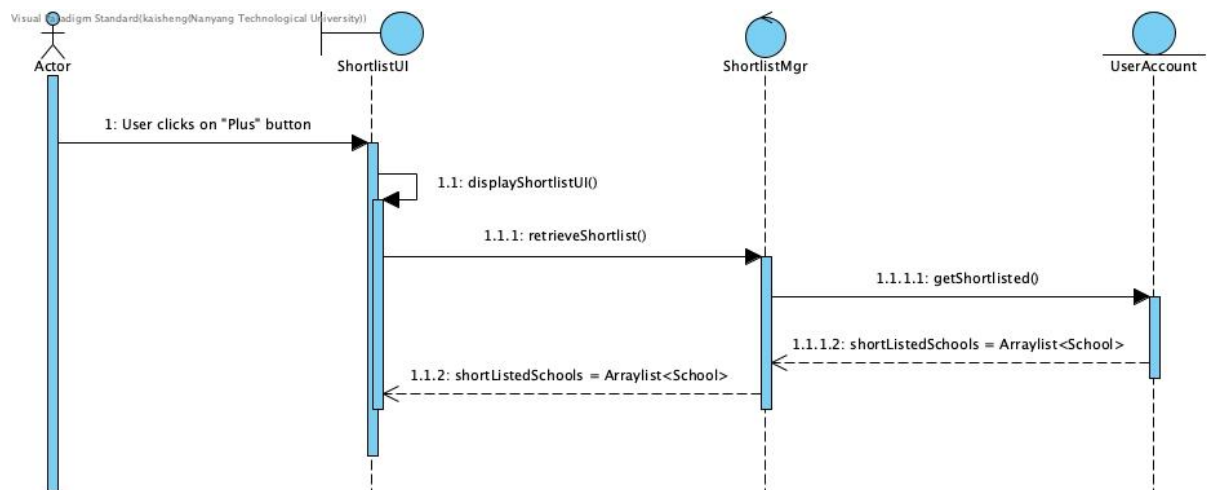 Visual Paradigm Standard(kaisheng(Nanyang Technological University))
Actor
ShortlistUI
ShortlistMgr
UserAccount
1: User clicks on "Plus" button
1.1: displayShortlistUI()
1.1.1: retrieveShortlist()
1.1.1.1: getShortlisted()
1.1.1.2: shortListedSchools = Arraylist<School>
1.1.2: shortListedSchools = Arraylist<School>